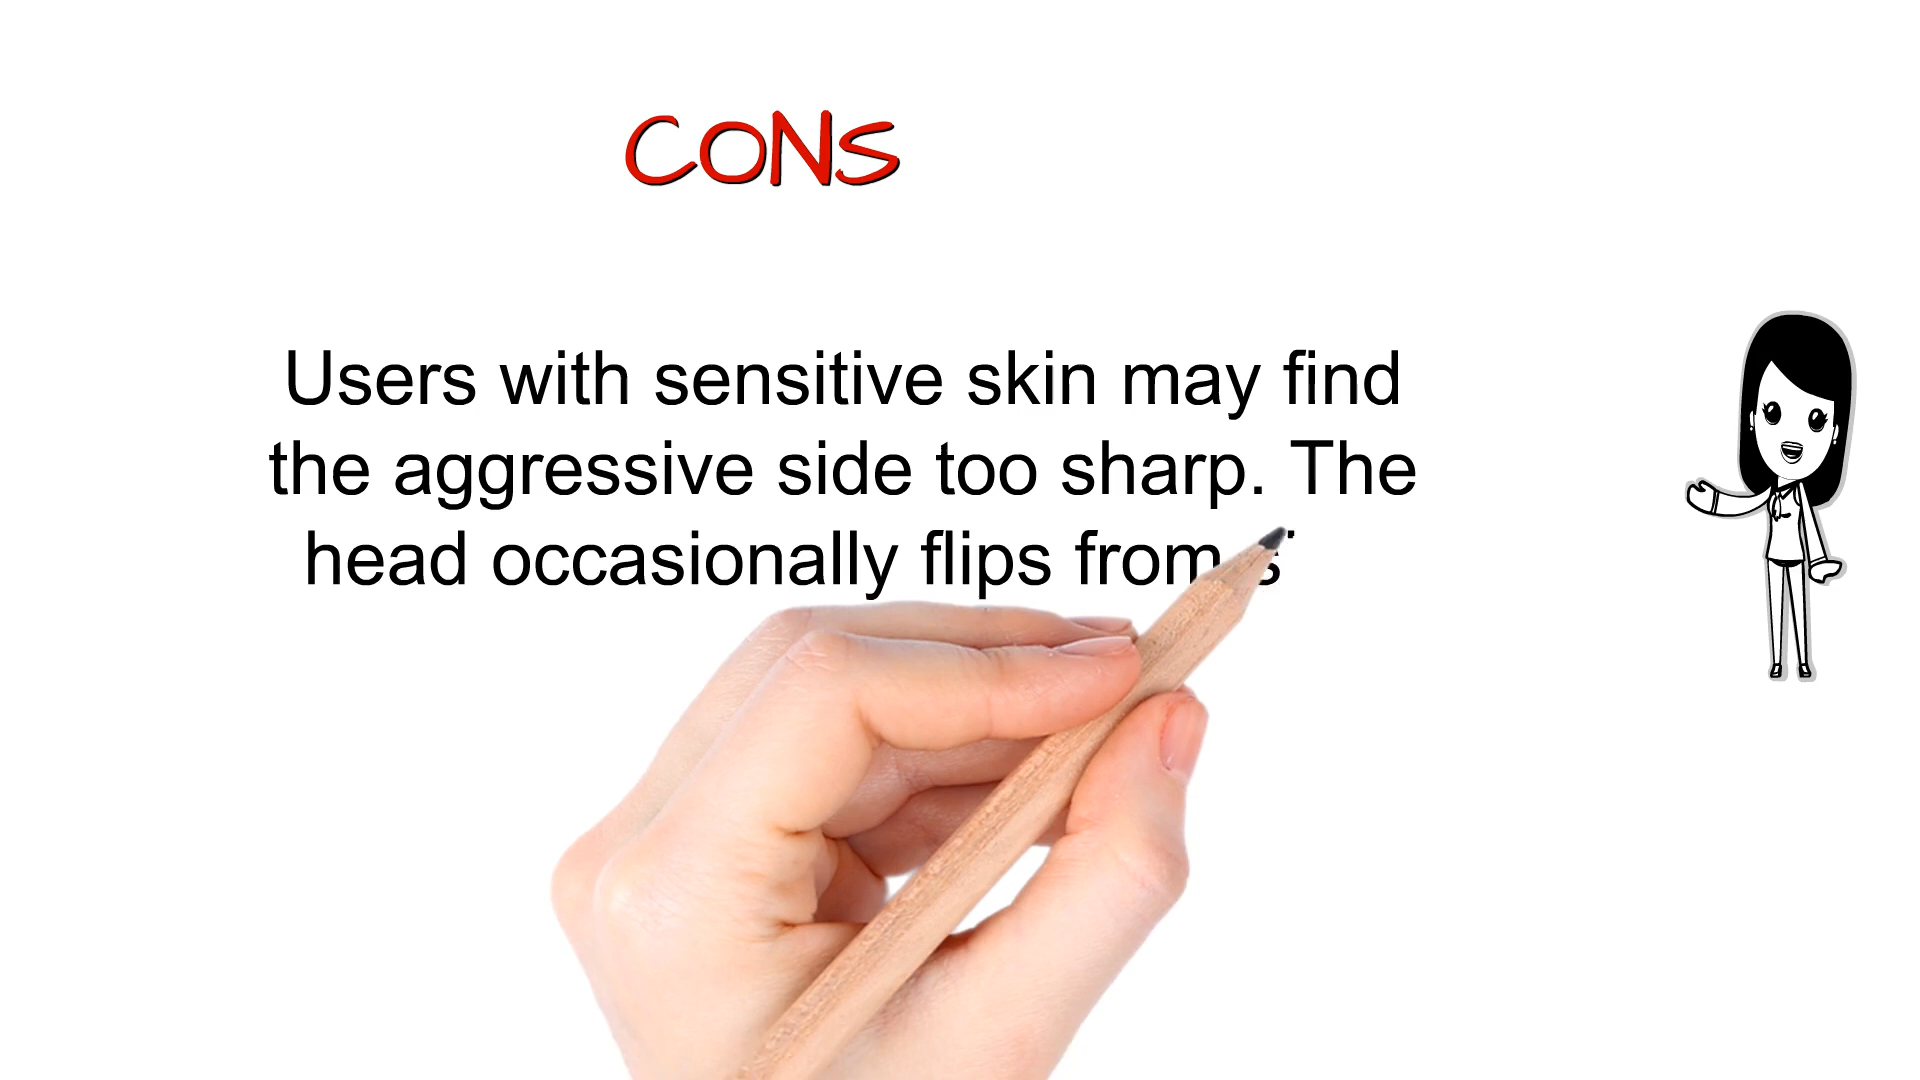 CONS
Users with sensitive skin may find
the aggressive side too sharp. The
head occasionally flips from